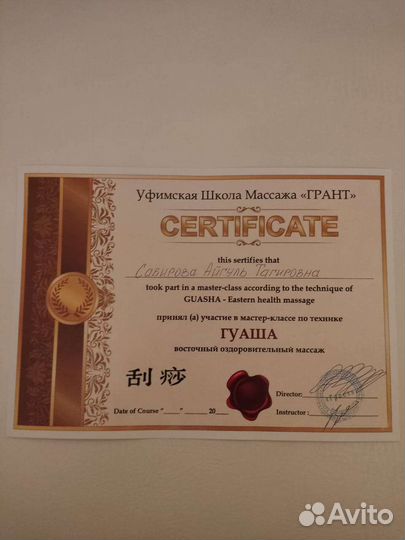 Уфимская Школа Массажа «ГРАНТ»
CERTIFICATE
this sertifies that
Сабирова Айгуль Тагировна
took part in a master-class according to the technique of
GUASHA - Eastern health massage
принял (а) участие в мастер-классе по технике
ГУАША
восточный оздоровительный массаж
刮痧
Director:
Date of Course "____" ______ 20____
Instructor :
Avito